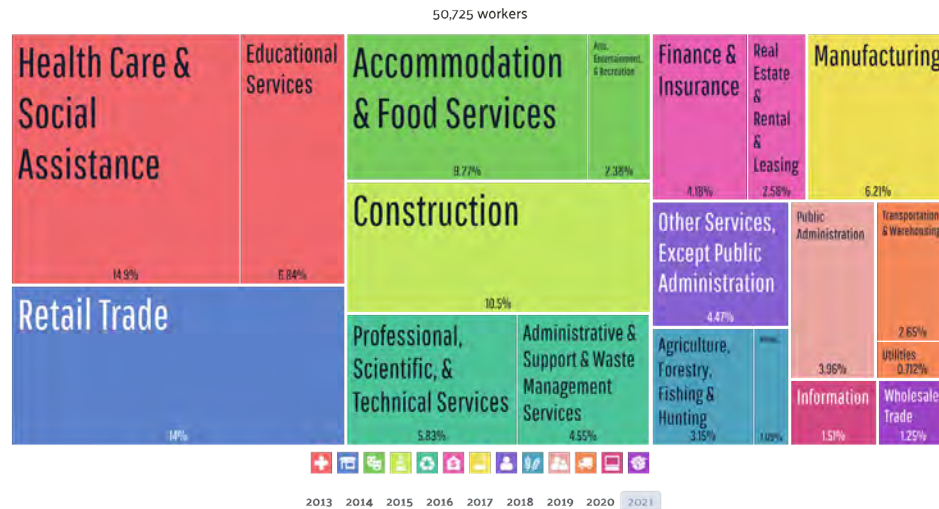 50,725 workers
Health Care &
Social
Assistance
14.9%
Educational
Services
6.84%
Retail Trade
14%
Accommodation
& Food Services
9.27%
Arts,
Entertainment,
& Recreation
2.38%
Construction
10.5%
Professional,
Scientific, &
Technical Services
5.83%
Administrative &
Support & Waste
Management
Services
4.55%
Finance &
Insurance
4.18%
Real
Estate
&
Rental
&
Leasing
2.58%
Manufacturing
6.21%
Other Services,
Except Public
Administration
4.47%
Agriculture,
Forestry,
Fishing &
Hunting
3.15%
1.09%
Public
Administration
3.96%
Transportation
& Warehousing
2.65%
Utilities
0.712%
Information
1.51%
Wholesale
Trade
1.25%
2013 2014 2015 2016 2017 2018 2019 2020 2021